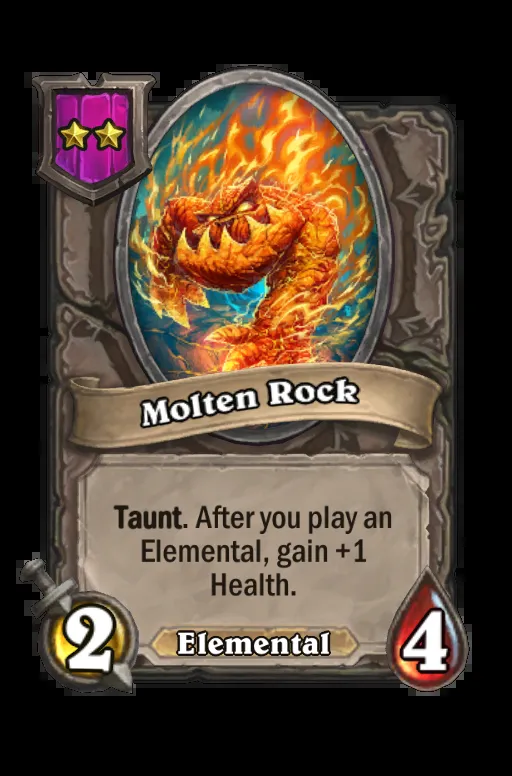 Molten Rock
Taunt. After you play an
Elemental, gain +1
Health.
2
Elemental
4